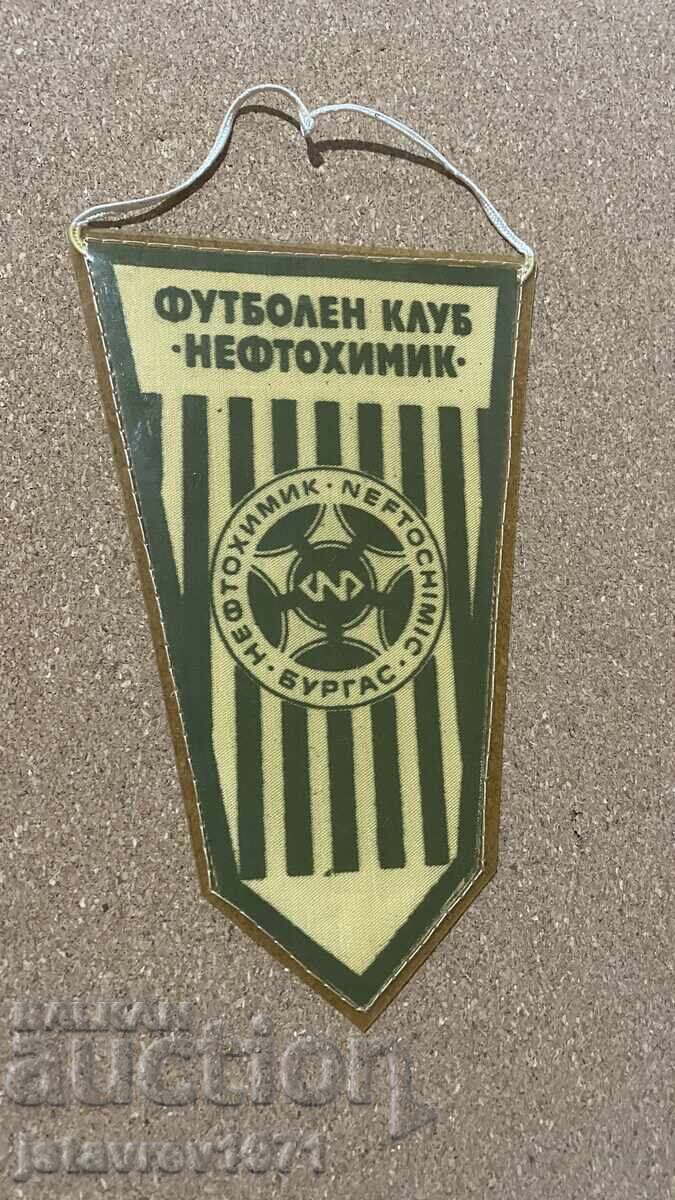 ФУТБОЛЕН КЛУБ
·НЕФТОХИМИК·
НЕФТОХИМИК · NEFTOCHIMIC · БУРГАС ·
BALKAN
auction
jstavrev1971